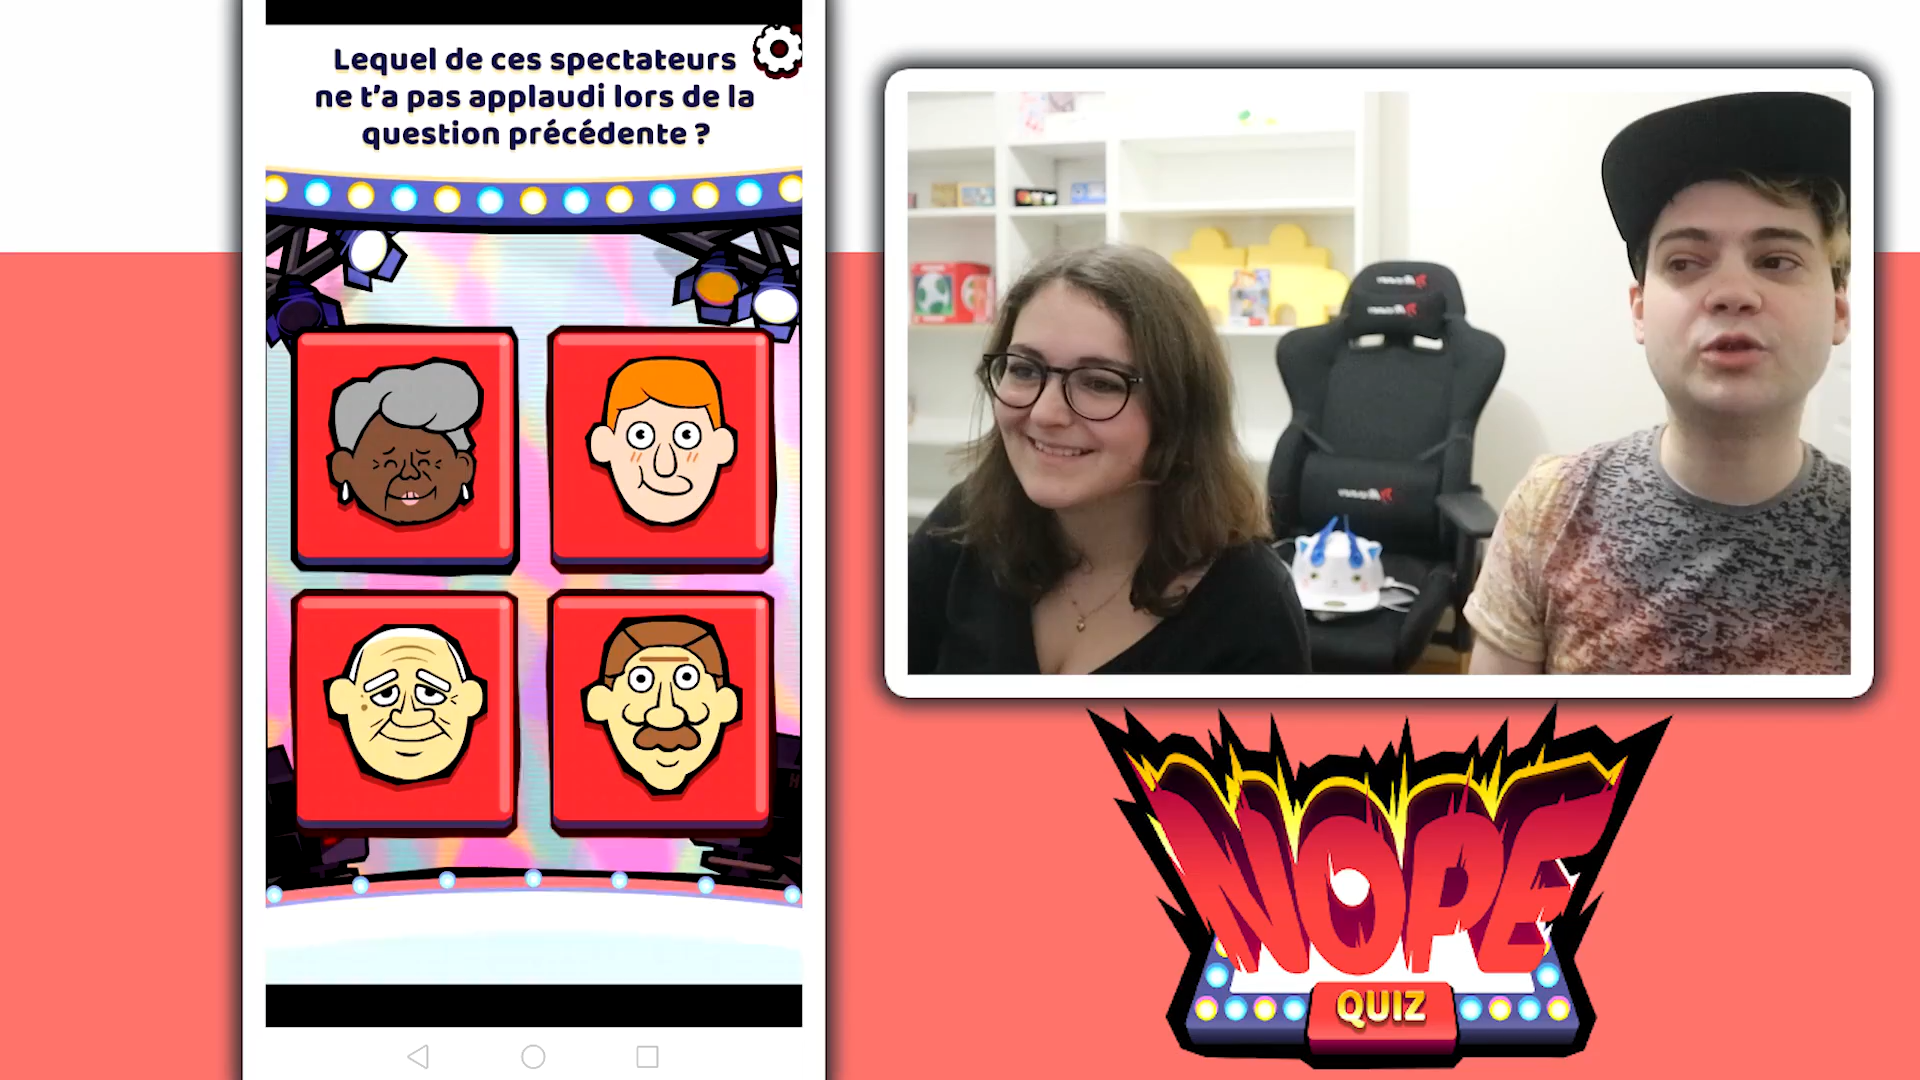 Lequel de ces spectateurs
ne t'a pas applaudi lors de la
question précédente ?
NOPE
QUIZ